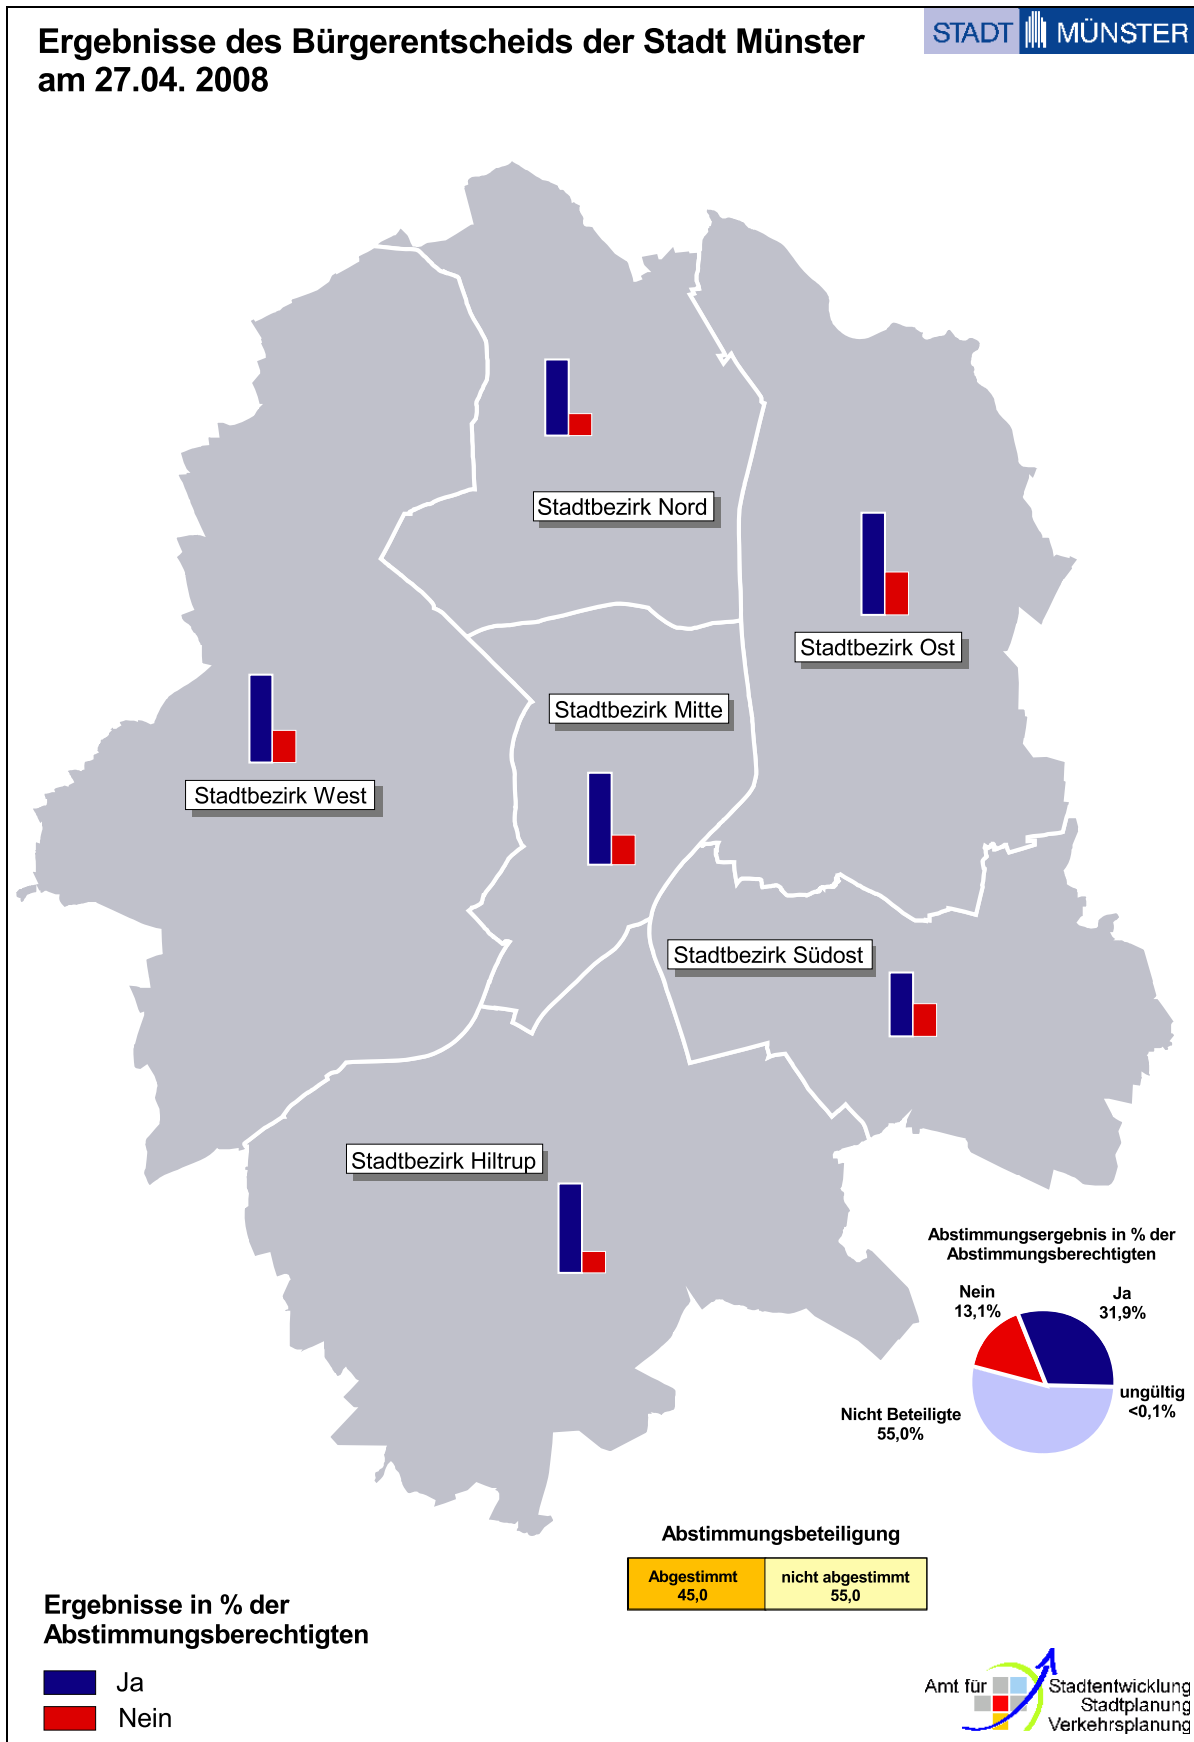 Ergebnisse des Bürgerentscheids der Stadt Münster
am 27.04. 2008
STADT MÜNSTER
Stadtbezirk Nord
Stadtbezirk Ost
Stadtbezirk Mitte
Stadtbezirk West
Stadtbezirk Südost
Stadtbezirk Hiltrup
Abstimmungsergebnis in % der
Abstimmungsberechtigten
Nein
13,1%
Ja
31,9%
ungültig
<0,1%
Nicht Beteiligte
55,0%
Abstimmungsbeteiligung
Abgestimmt
45,0
nicht abgestimmt
55,0
Ergebnisse in % der
Abstimmungsberechtigten
Ja
Nein
Amt für Stadtentwicklung
Stadtplanung
Verkehrsplanung